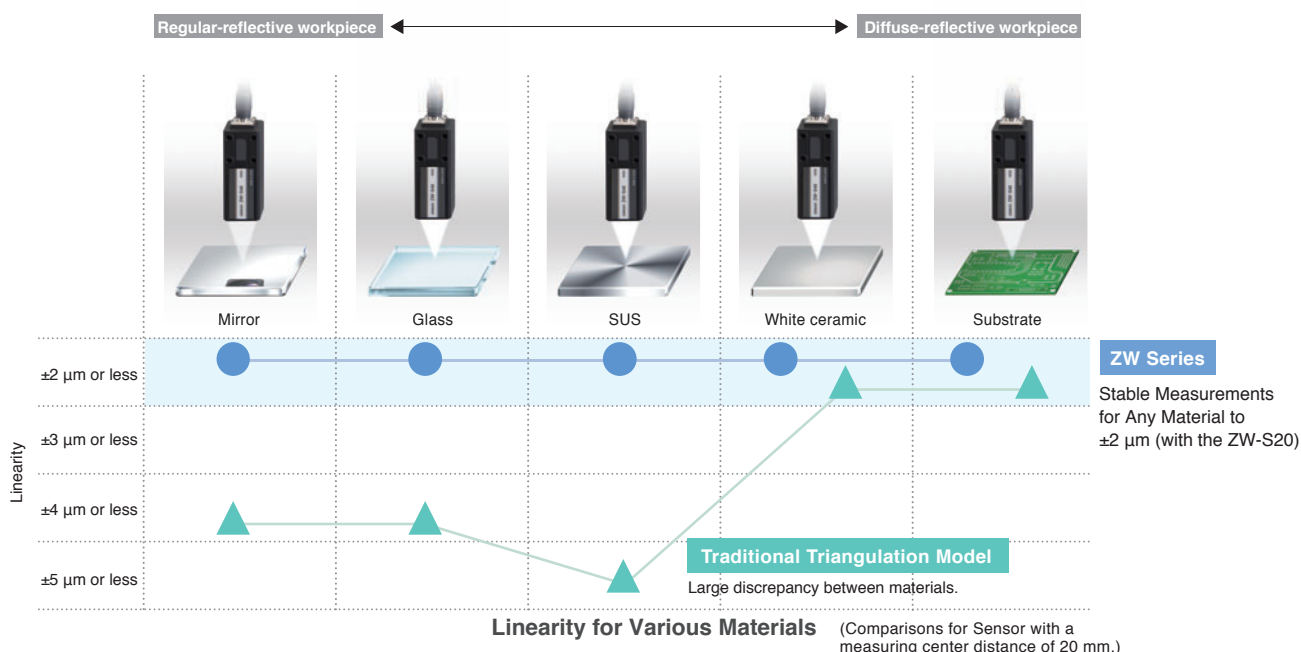 Regular-reflective workpiece
Diffuse-reflective workpiece
Mirror
Glass
SUS
White ceramic
Substrate
Linearity
±2 µm or less
±3 µm or less
±4 µm or less
±5 µm or less
ZW Series
Stable Measurements
for Any Material to
±2 µm (with the ZW-S20)
Traditional Triangulation Model
Large discrepancy between materials.
Linearity for Various Materials
(Comparisons for Sensor with a
measuring center distance of 20 mm.)